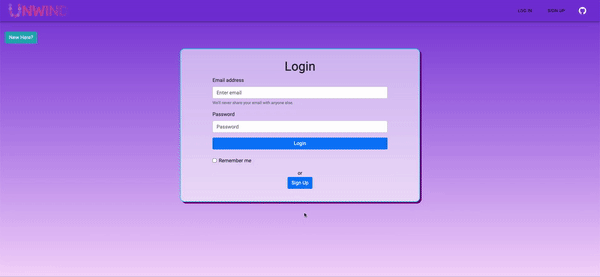 UNWIND
LOG IN
SIGN UP
New Here?
Login
Email address
Enter email
We'll never share your email with anyone else.
Password
Password
Login
Remember me
or
Sign Up